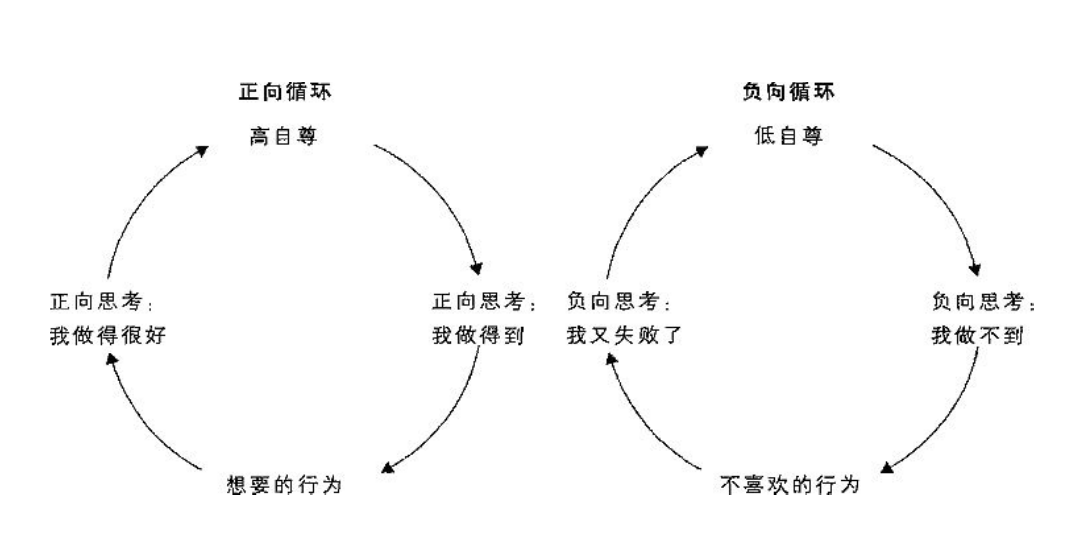 正向循环
高自尊
正向思考：
我做得到
想要的行为
正向思考：
我做得很好
负向循环
低自尊
负向思考：
我做不到
不喜欢的行为
负向思考：
我又失败了